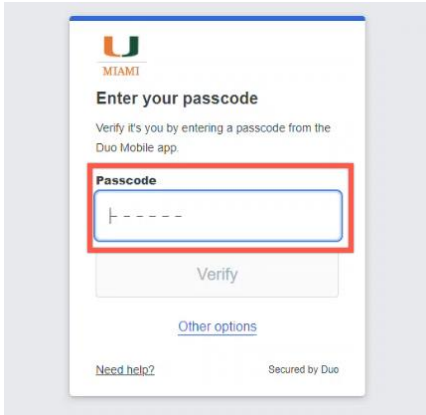 U
MIAMI
Enter your passcode
Verify it's you by entering a passcode from the
Duo Mobile app.
Passcode
- - - - - -
Verify
Other options
Need help?
Secured by Duo